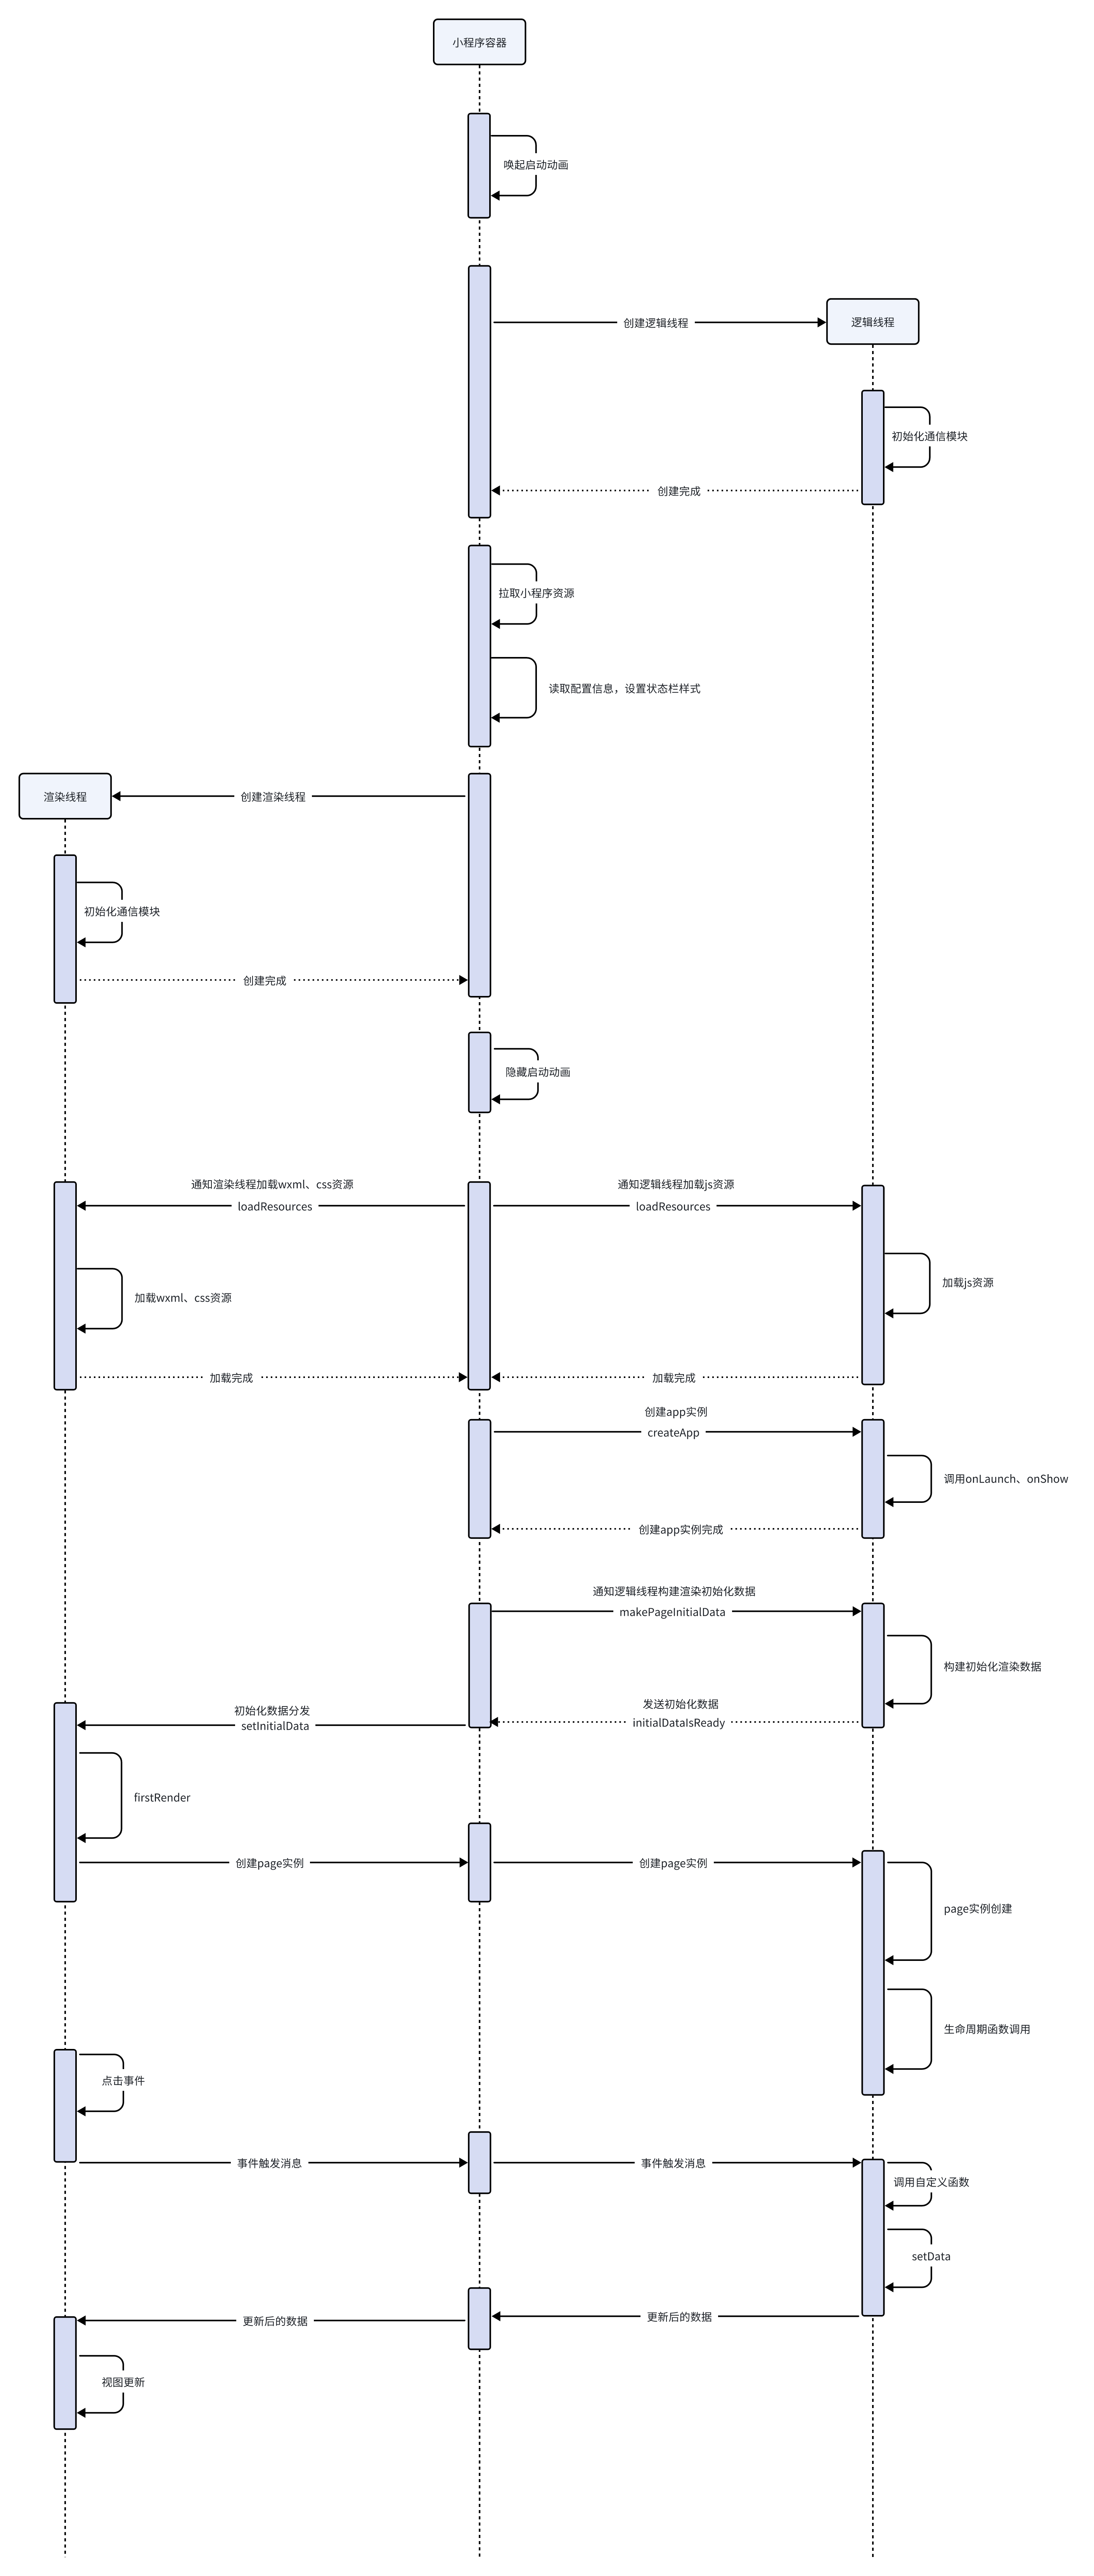 小程序容器
唤起启动动画
创建逻辑线程
逻辑线程
初始化通信模块
创建完成
拉取小程序资源
读取配置信息，设置状态栏样式
渲染线程
创建渲染线程
初始化通信模块
创建完成
隐藏启动动画
通知渲染线程加载wxml、css资源
loadResources
通知逻辑线程加载js资源
loadResources
加载js资源
加载wxml、css资源
加载完成
加载完成
创建app实例
createApp
调用onLaunch、onShow
创建app实例完成
通知逻辑线程构建渲染初始化数据
makePageInitialData
构建初始化渲染数据
发送初始化数据
initialDataIsReady
初始化数据分发
setInitialData
firstRender
创建page实例
创建page实例
page实例创建
生命周期函数调用
点击事件
事件触发消息
事件触发消息
调用自定义函数
setData
更新后的数据
更新后的数据
视图更新